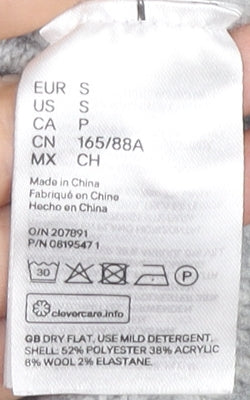 EUR S
US S
CA P
CN 165/88A
MX CH
Made in China
Fabriqué en Chine
Hecho en China
O/N 207891
P/N 0819547 1
30
P
clevercare.info
GB DRY FLAT, USE MILD DETERGENT,
SHELL: 52% POLYESTER 38% ACRYLIC
8% WOOL 2% ELASTANE.